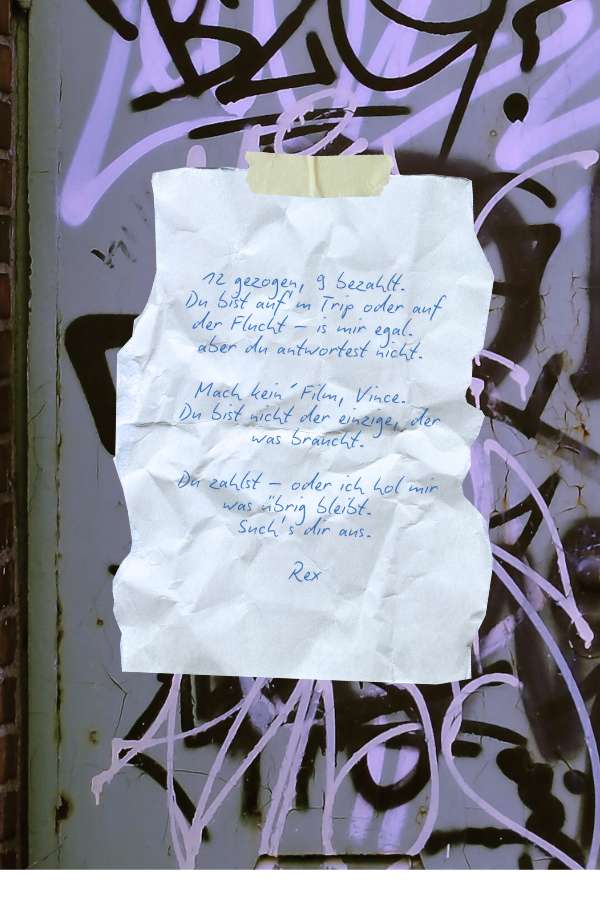 12 gezogen, 9 bezahlt.
Du bist auf'm Trip oder auf
der Flucht – is mir egal.
aber du antwortest nicht.
Mach kein' Film, Vince.
Du bist nicht der einzige, der
was braucht.
Du zahlst – oder ich hol mir
was übrig bleibt.
Such's dir aus.
Rex